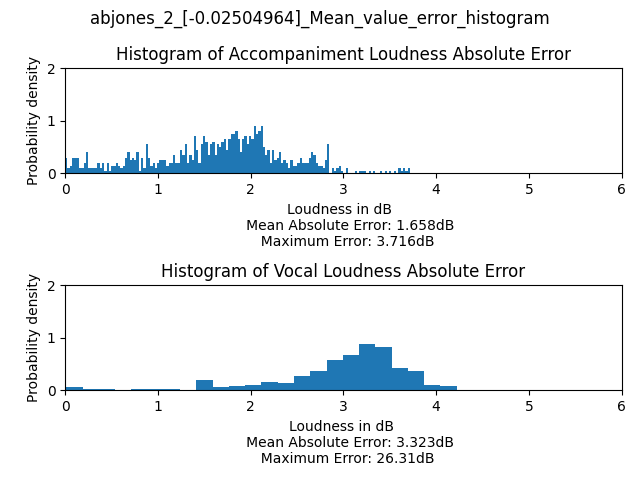 abjones_2_[-0.02504964]_Mean_value_error_histogram
Histogram of Accompaniment Loudness Absolute Error
Probability density
2
1
0
0 1 2 3 4 5 6
Loudness in dB
Mean Absolute Error: 1.658dB
Maximum Error: 3.716dB
Histogram of Vocal Loudness Absolute Error
Probability density
2
1
0
0 1 2 3 4 5 6
Loudness in dB
Mean Absolute Error: 3.323dB
Maximum Error: 26.31dB